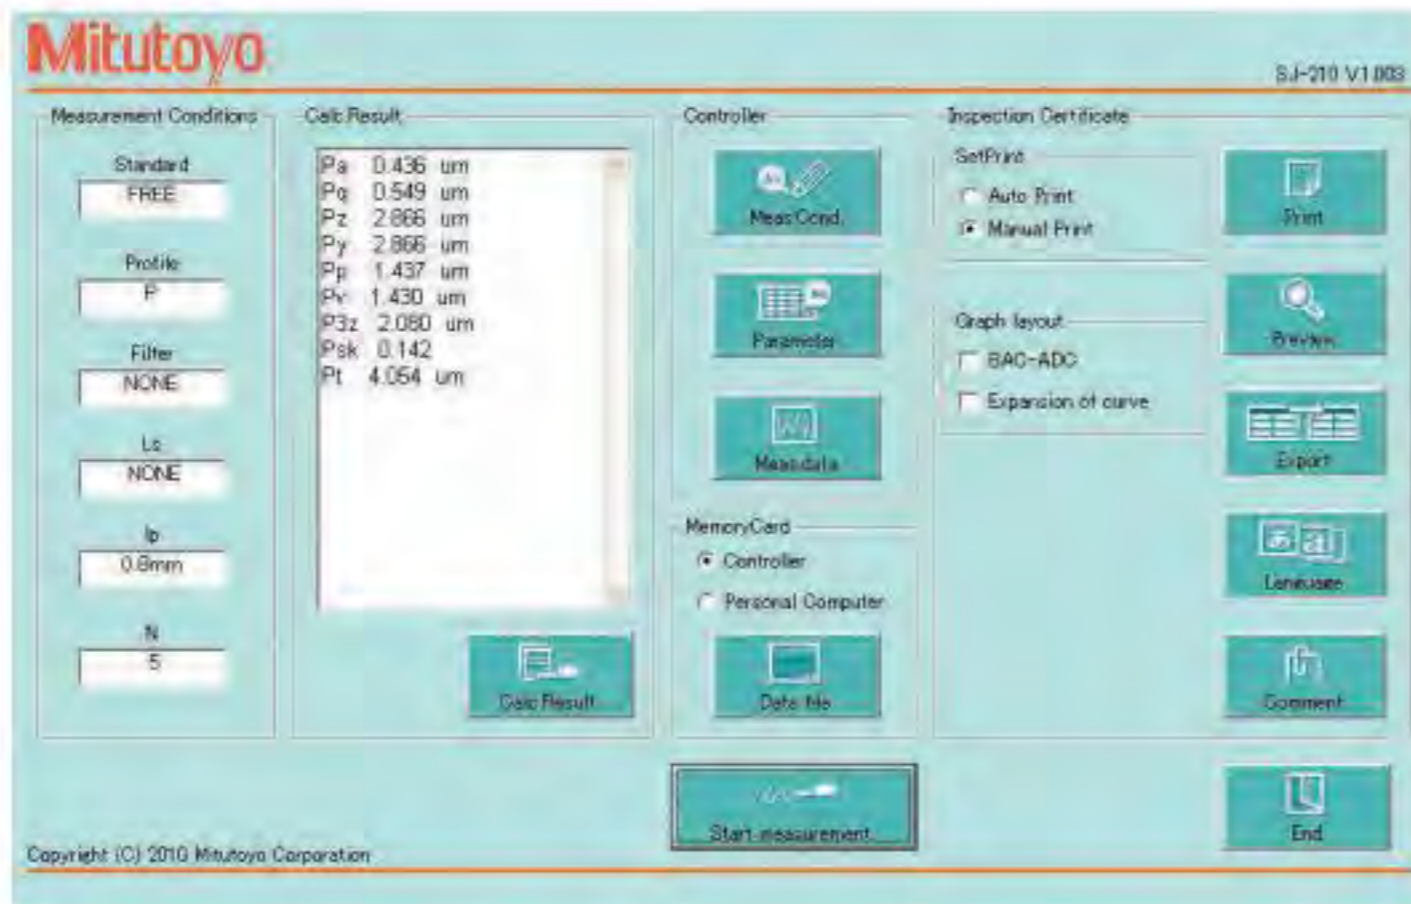 Mitutoyo
SJ-210 V1.003
Measurement Conditions
Standard
FREE
Profile
P
Filter
NONE
Ls
NONE
lp
0.8mm
N
5
Calc Result
Pa 0.436 um
Pq 0.549 um
Pz 2.866 um
Py 2.866 um
Pp 1.437 um
Pv 1.430 um
P3z 2.080 um
Psk 0.142
Pt 4.054 um
Calc Result
Controller
Meas.Cond.
Parameter
Meas.data
MemoryCard
Controller
Personal Computer
Data file
Start measurement
Inspection Certificate
SetPrint
Auto Print
Manual Print
Graph layout
BAC-ADC
Expansion of curve
Print
Preview
Export
Language
Comment
End
Copyright (C) 2010 Mitutoyo Corporation